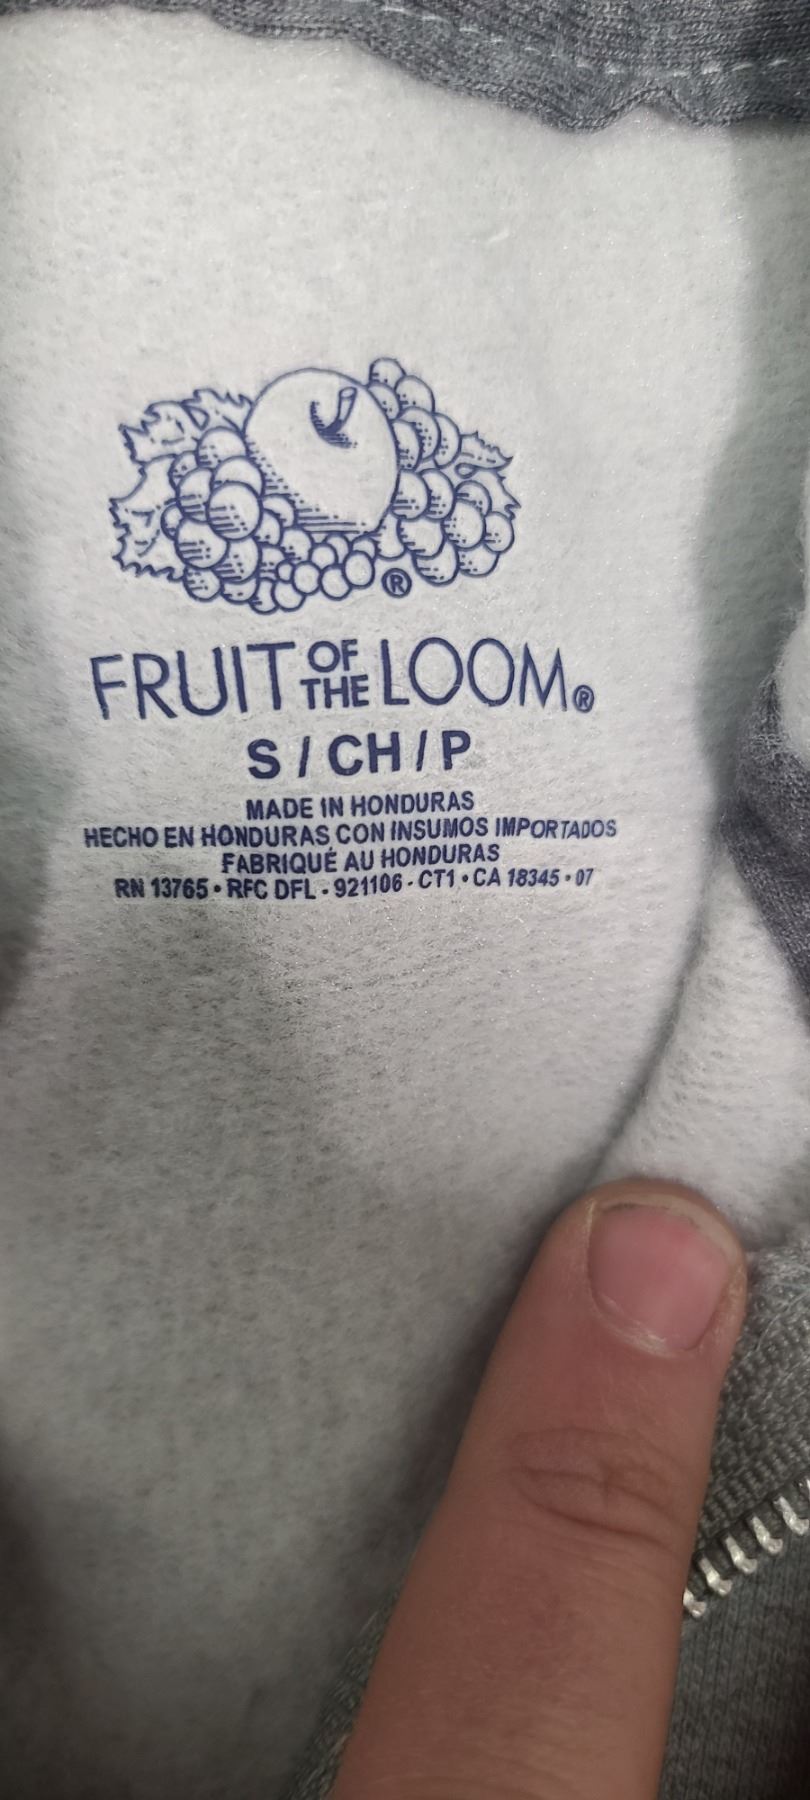 ®
FRUIT OF THE LOOM®
S / CH / P
MADE IN HONDURAS
HECHO EN HONDURAS CON INSUMOS IMPORTADOS
FABRIQUÉ AU HONDURAS
RN 13765 • RFC DFL - 921106 - CT1 • CA 18345 • 07